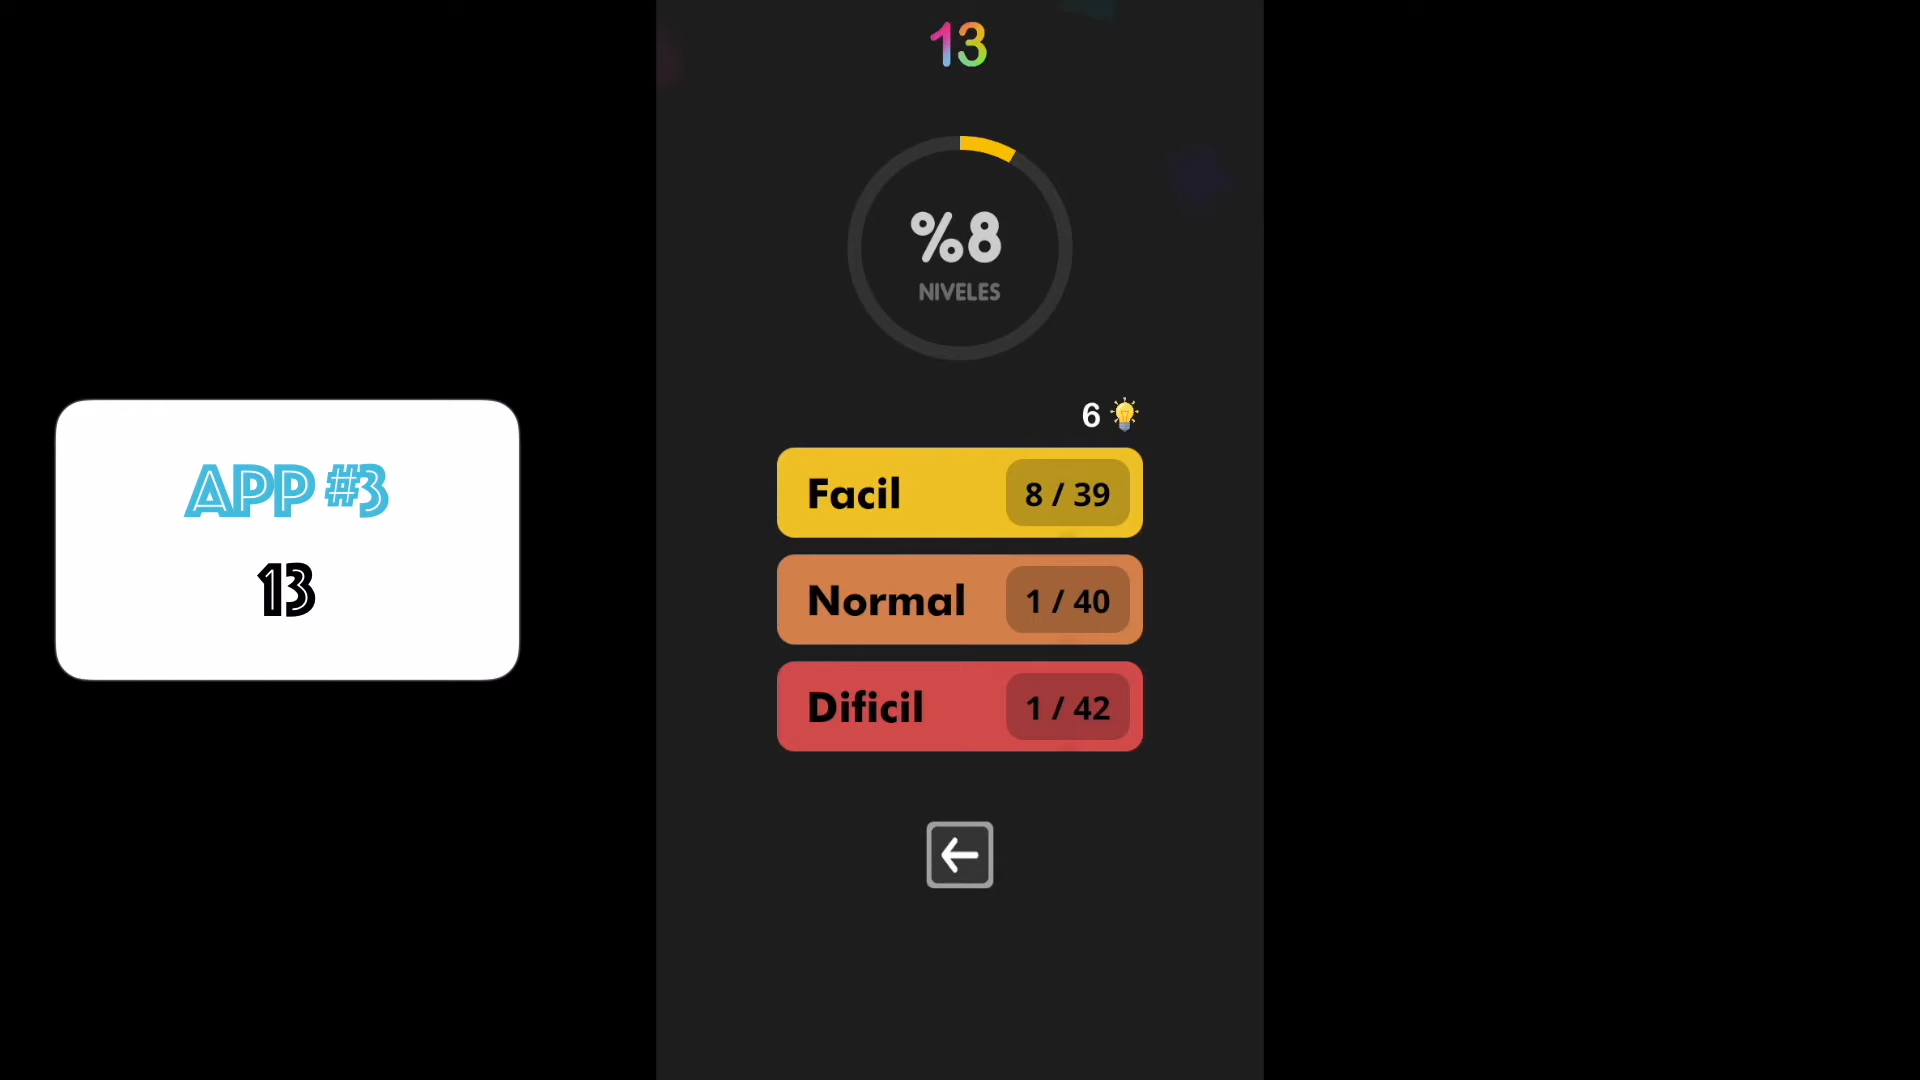 APP #3
13
13
%8
NIVELES
6
Facil 8 / 39
Normal 1 / 40
Dificil 1 / 42